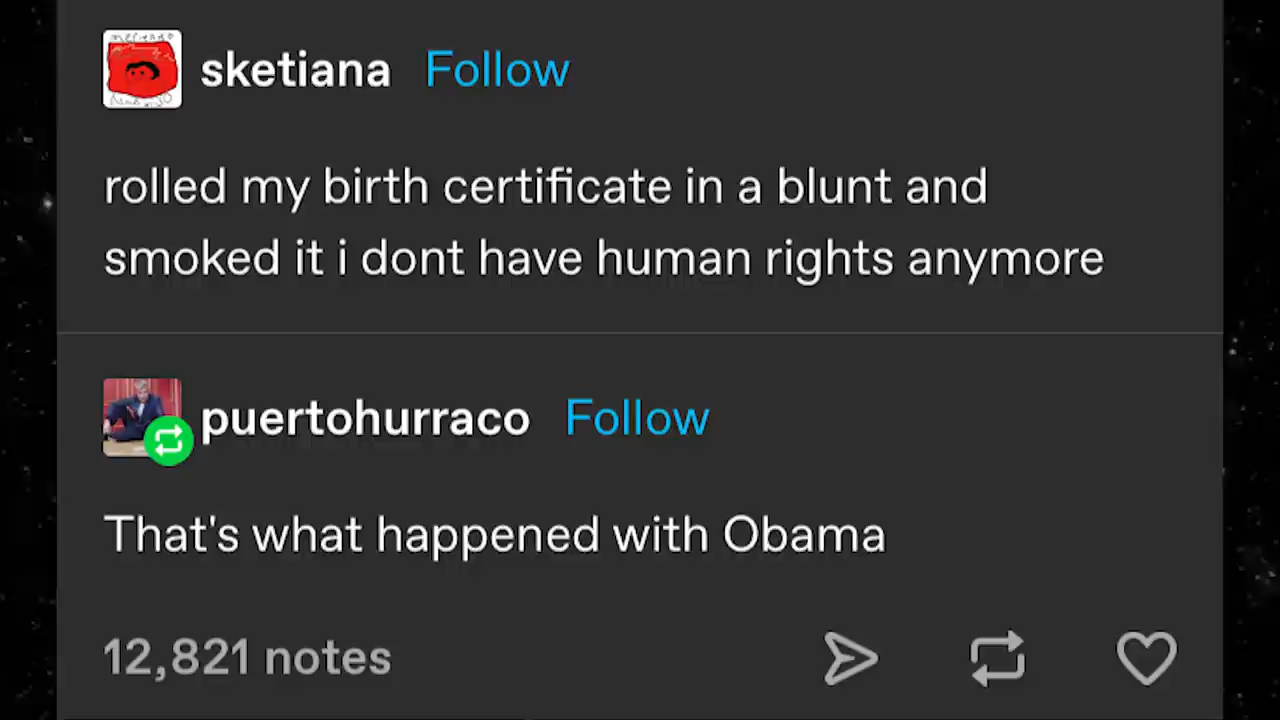 sketiana Follow
rolled my birth certificate in a blunt and
smoked it i dont have human rights anymore
puertohurraco Follow
That's what happened with Obama
12,821 notes